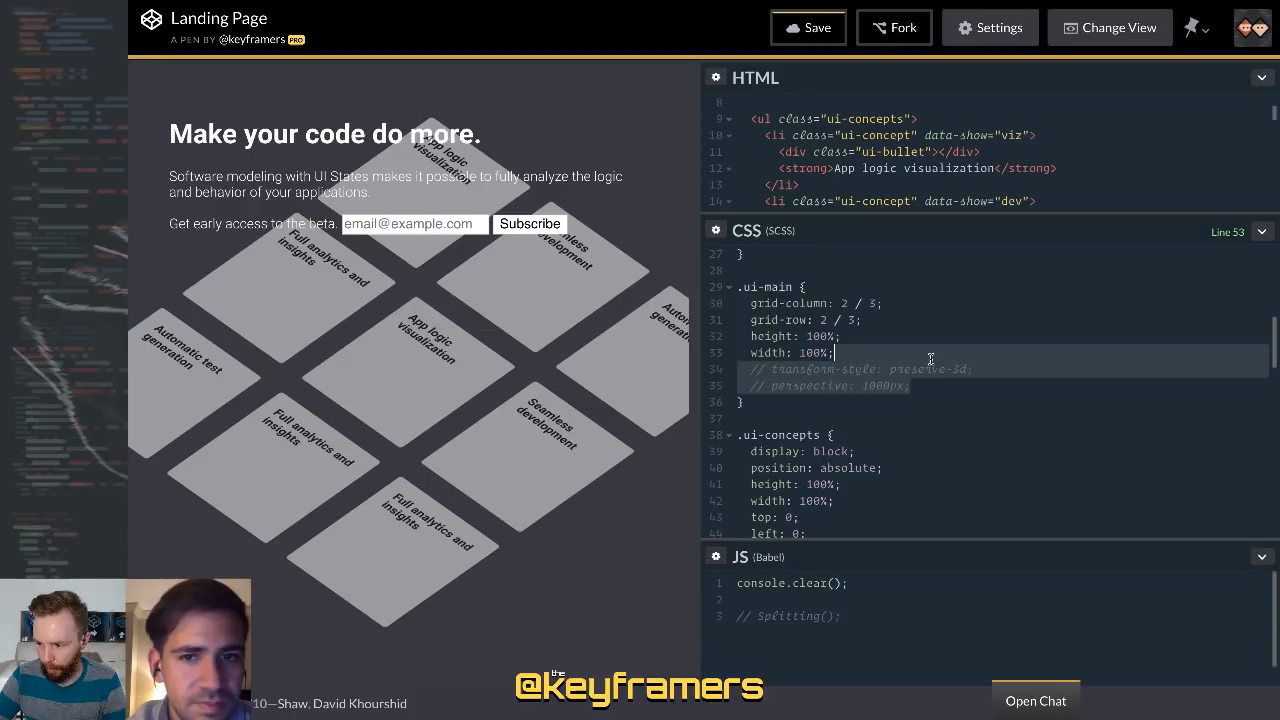 Landing Page
A PEN BY @keyframers PRO
Save
Fork
Settings
Change View
Make your code do more.
Software modeling with UI States makes it possible to fully analyze the logic
and behavior of your applications.
Get early access to the beta. email@example.com Subscribe
App logic
visualization
Full analytics and
insights
Seamless
development
Automatic test
generation
App logic
visualization
Full analytics and
insights
Seamless
development
Full analytics and
insights
HTML
8
9 <ul class="ui-concepts">
10 <li class="ui-concept" data-show="viz">
11 <div class="ui-bullet"></div>
12 <strong>App logic visualization</strong>
13 </li>
14 <li class="ui-concept" data-show="dev">
CSS (SCSS)
Line 53
27 }
28
29 .ui-main {
30 grid-column: 2 / 3;
31 grid-row: 2 / 3;
32 height: 100%;
33 width: 100%;
34 // transform-style: preserve-3d;
35 // perspective: 1000px;
36 }
37
38 .ui-concepts {
39 display: block;
40 position: absolute;
41 height: 100%;
42 width: 100%;
43 top: 0;
44 left: 0;
JS (Babel)
1 console.clear();
2
3 // Splitting();
the
@keyframers
10—Shaw, David Khourshid
Open Chat